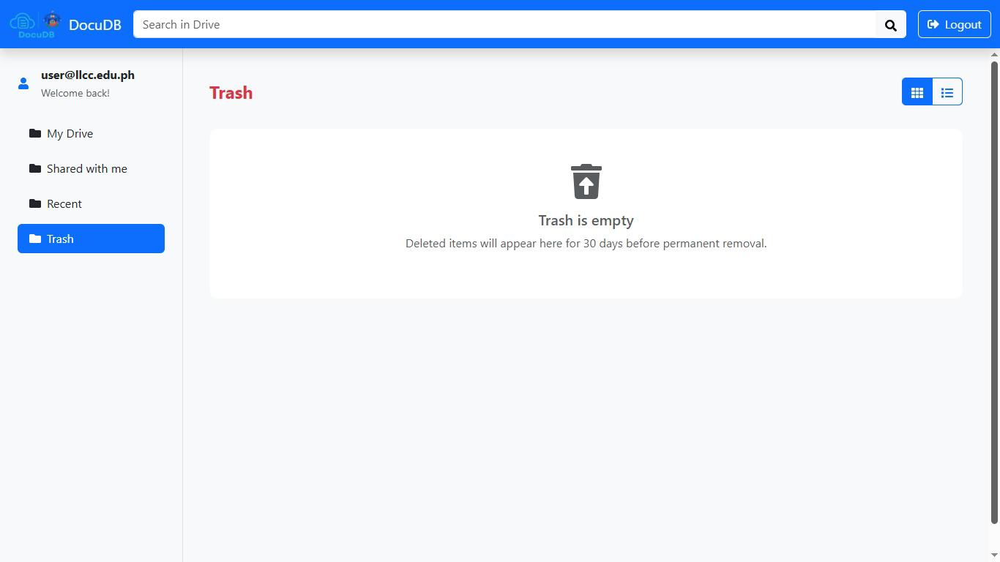 DocuDB
DocuDB
Search in Drive
Logout
user@llcc.edu.ph
Welcome back!
My Drive
Shared with me
Recent
Trash
Trash
Trash is empty
Deleted items will appear here for 30 days before permanent removal.